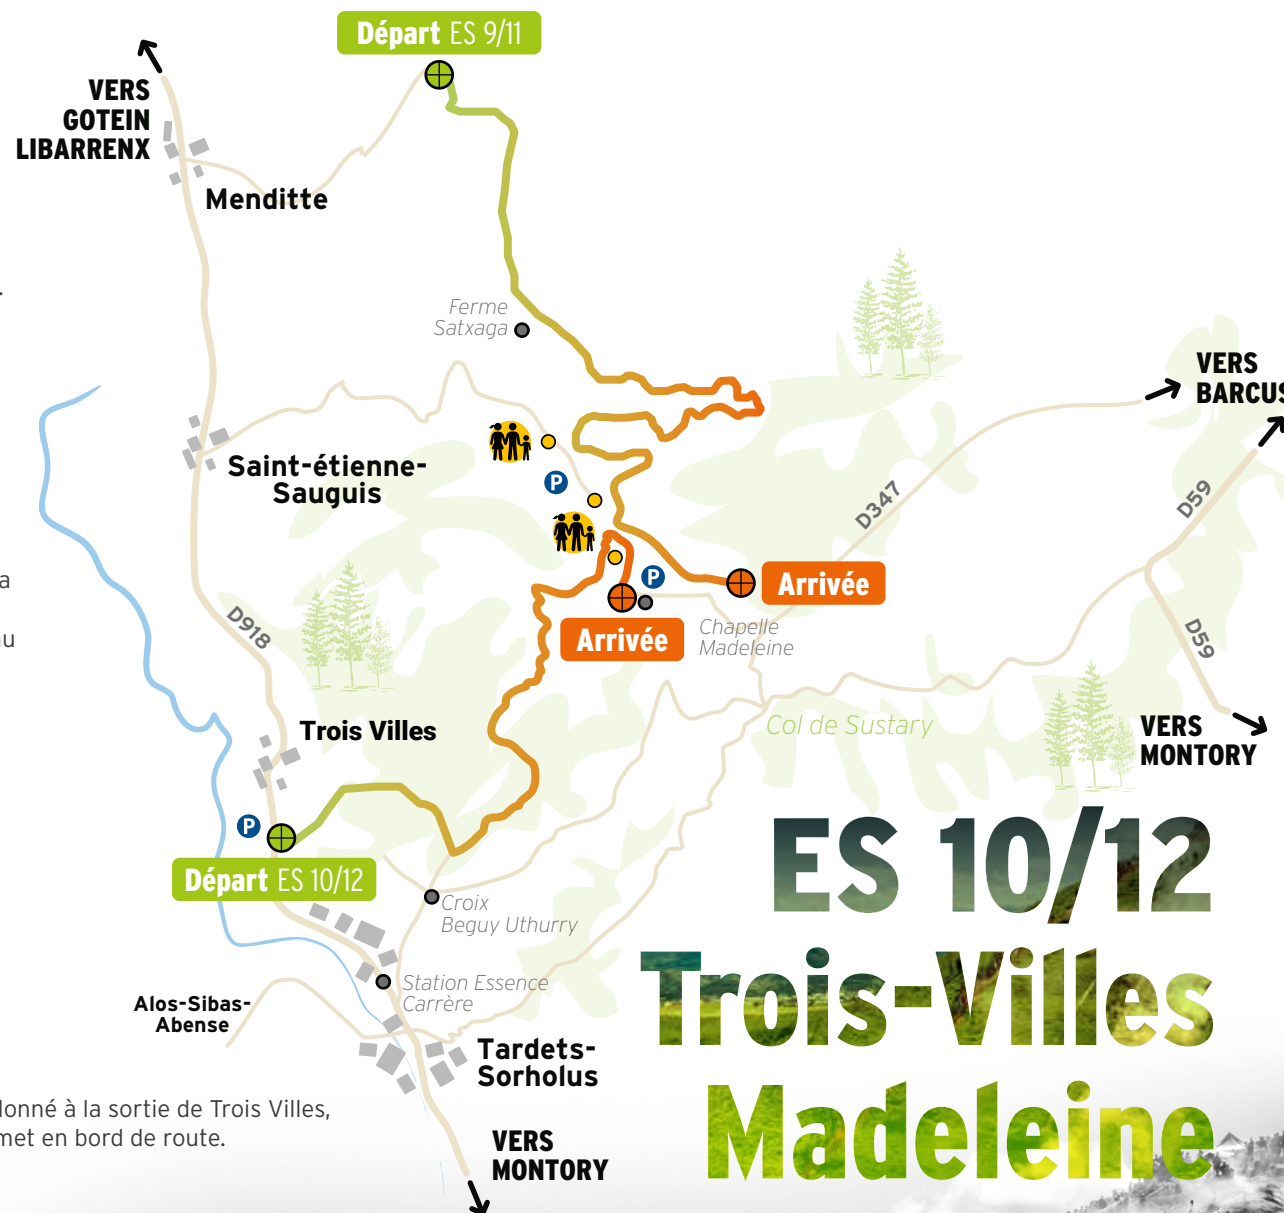 Départ ES 9/11
VERS
GOTEIN
LIBARRENX
Menditte
.
Ferme
Satxaga
VERS
BARCUS
P
Saint-étienne-
Sauguis
D347
D59
a
P
Arrivée
D918
au
Arrivée
Chapelle
Madeleine
D59
Trois Villes
Col de Sustary
VERS
MONTORY
P
Départ ES 10/12
Croix
Beguy Uthurry
Station Essence
Carrère
Alos-Sibas-
Abense
Tardets-
Sorholus
ES 10/12
Trois-Villes
Madeleine
donné à la sortie de Trois Villes,
met en bord de route.
VERS
MONTORY